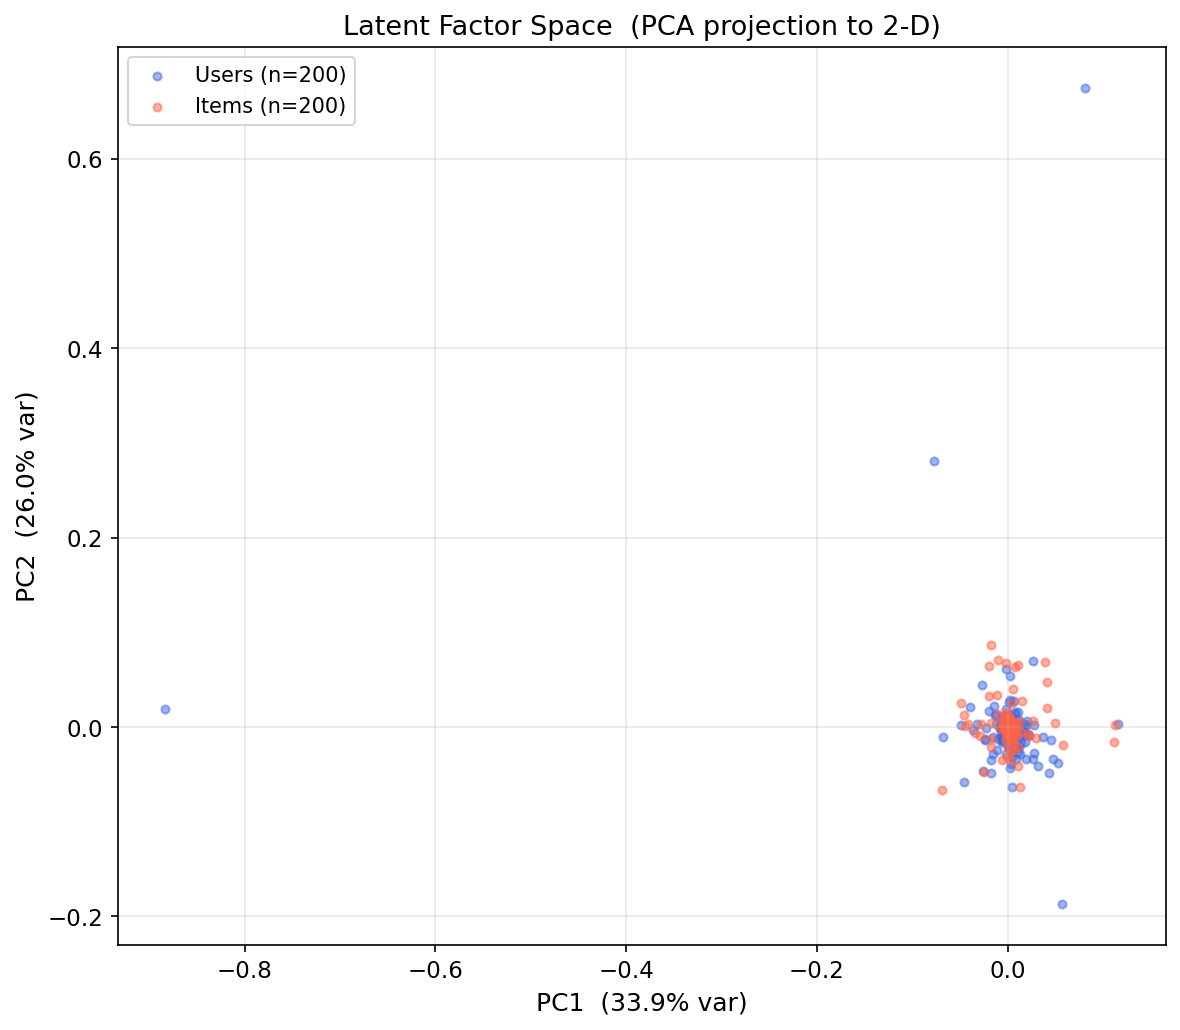 Latent Factor Space  (PCA projection to 2-D)
Users (n=200)
Items (n=200)
0.6
0.4
0.2
0.0
−0.2
PC2  (26.0% var)
−0.8
−0.6
−0.4
−0.2
0.0
PC1  (33.9% var)